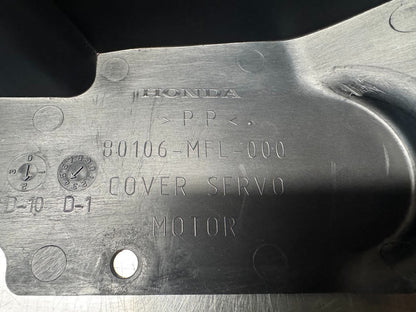 HONDA
>PP<.
80106-MFL-000
COVER SERVO
D-10 D-1
MOTOR